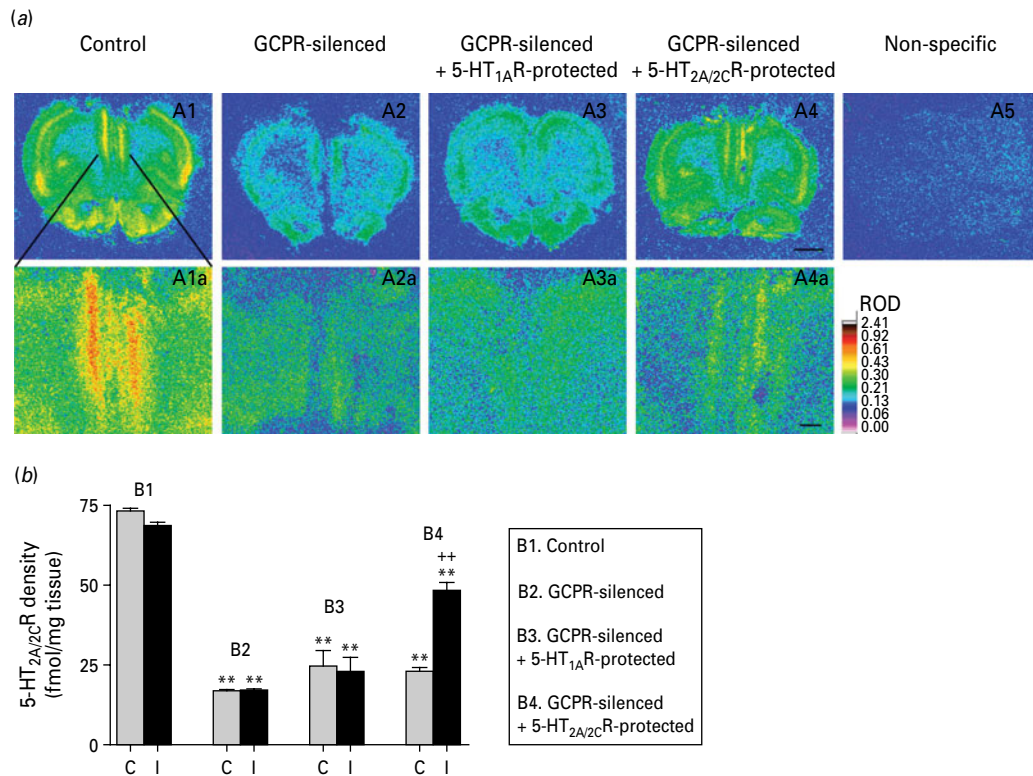 (a)
Control
GCPR-silenced
GCPR-silenced
+ 5-HT1AR-protected
GCPR-silenced
+ 5-HT2A/2CR-protected
Non-specific
A1
A2
A3
A4
A5
A1a
A2a
A3a
A4a
ROD
2.41
0.92
0.61
0.43
0.30
0.21
0.13
0.06
0.00
(b)
5-HT2A/2CR density
(fmol/mg tissue)
75
50
25
0
B1
B2
** **
B3
** **
B4
++
**
**
C I C I C I C I
B1. Control
B2. GCPR-silenced
B3. GCPR-silenced
+ 5-HT1AR-protected
B4. GCPR-silenced
+ 5-HT2A/2CR-protected